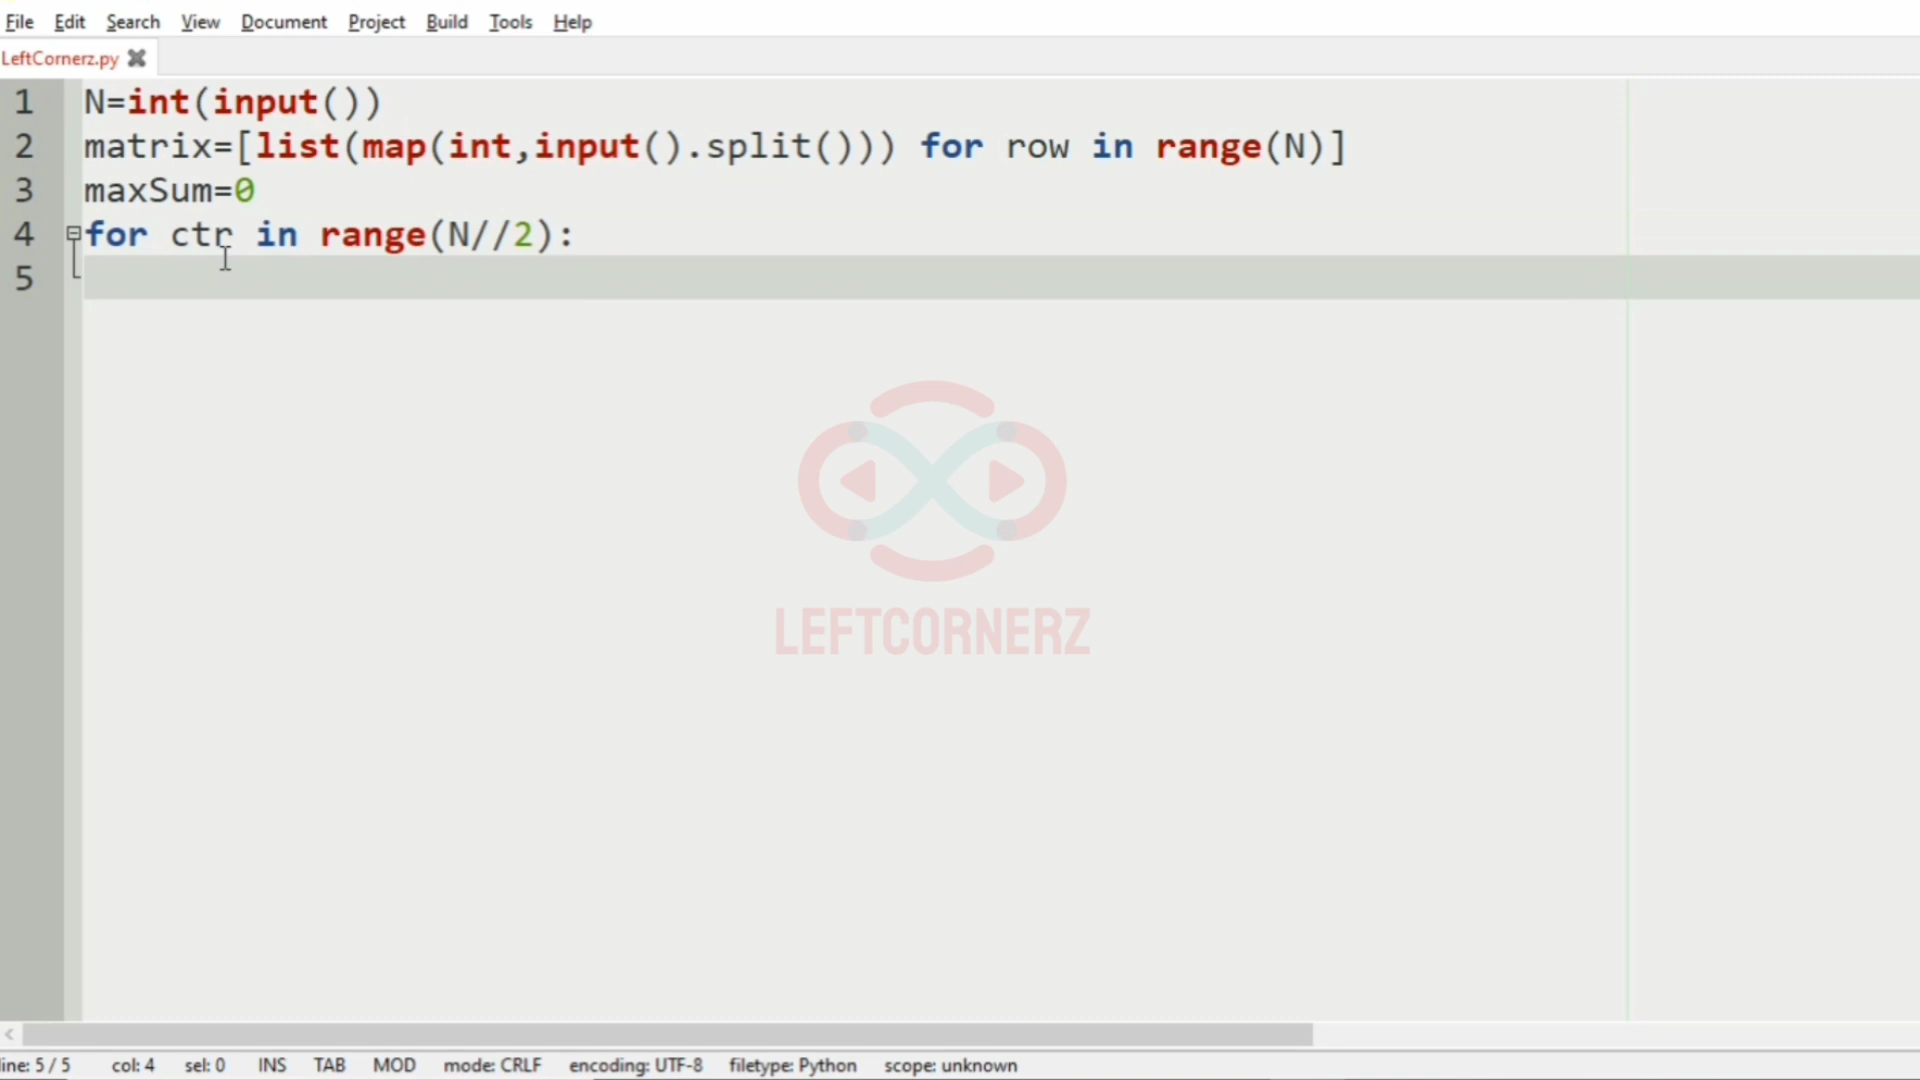 File Edit Search View Document Project Build Tools Help
LeftCornerz.py
1 N=int(input())
2 matrix=[list(map(int,input().split())) for row in range(N)]
3 maxSum=0
4 for ctr in range(N//2):
5
LEFTCORNERZ
line: 5 / 5 col: 4 sel: 0 INS TAB MOD mode: CRLF encoding: UTF-8 filetype: Python scope: unknown